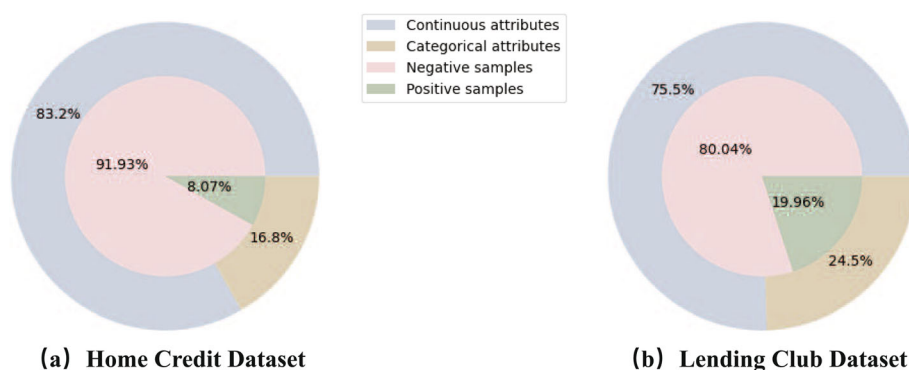 Continuous attributes
Categorical attributes
Negative samples
Positive samples
83.2%
91.93%
8.07%
16.8%
75.5%
80.04%
19.96%
24.5%
(a) Home Credit Dataset
(b) Lending Club Dataset